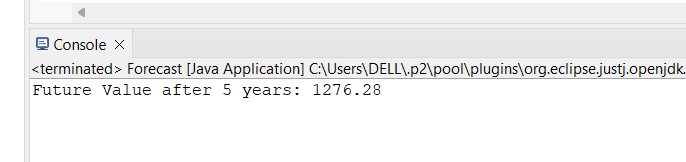 Console
<terminated> Forecast [Java Application] C:\Users\DELL\.p2\pool\plugins\org.eclipse.justj.openjdk.
Future Value after 5 years: 1276.28